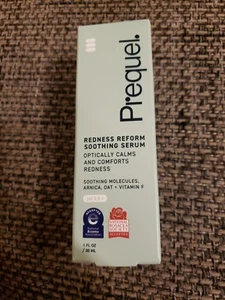 Prequel.
REDNESS REFORM
SOOTHING SERUM
OPTICALLY CALMS
AND COMFORTS
REDNESS
SOOTHING MOLECULES,
ARNICA, OAT + VITAMIN F
1 FL OZ
/ 30 ML